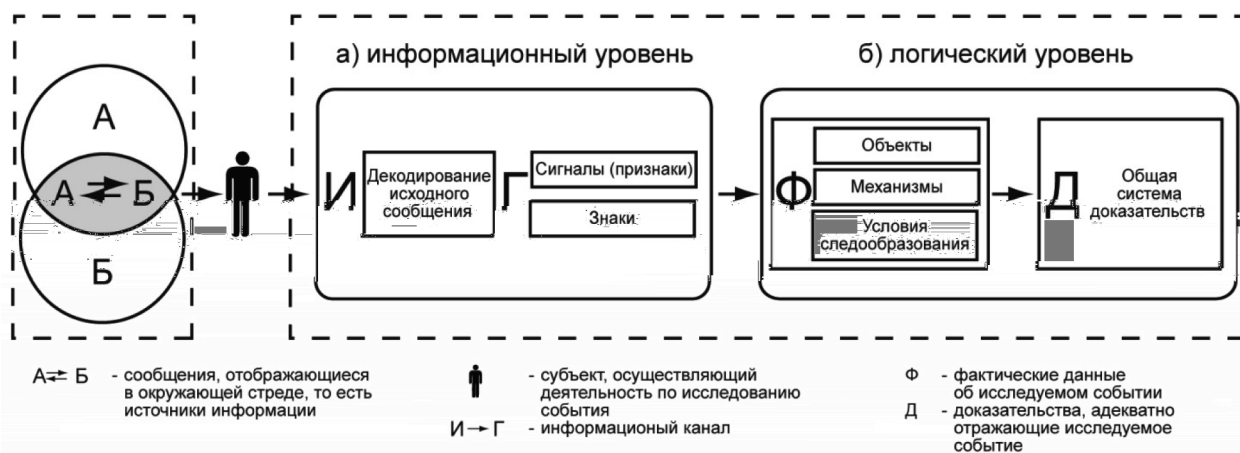 а) информационный уровень
б) логический уровень
А
А ⇄ Б
Б
И
Декодирование
исходного
сообщения
Г
Сигналы (признаки)
Знаки
Ф
Объекты
Механизмы
Условия
следообразования
Д
Общая
система
доказательств
А⇄ Б - сообщения, отображающиеся
в окружающей стреде, то есть
источники информации
- субъект, осуществляющий
деятельность по исследованию
события
И→Г - информационый канал
Ф - фактические данные
об исследуемом событии
Д - доказательства, адекватно
отражающие исследуемое
событие